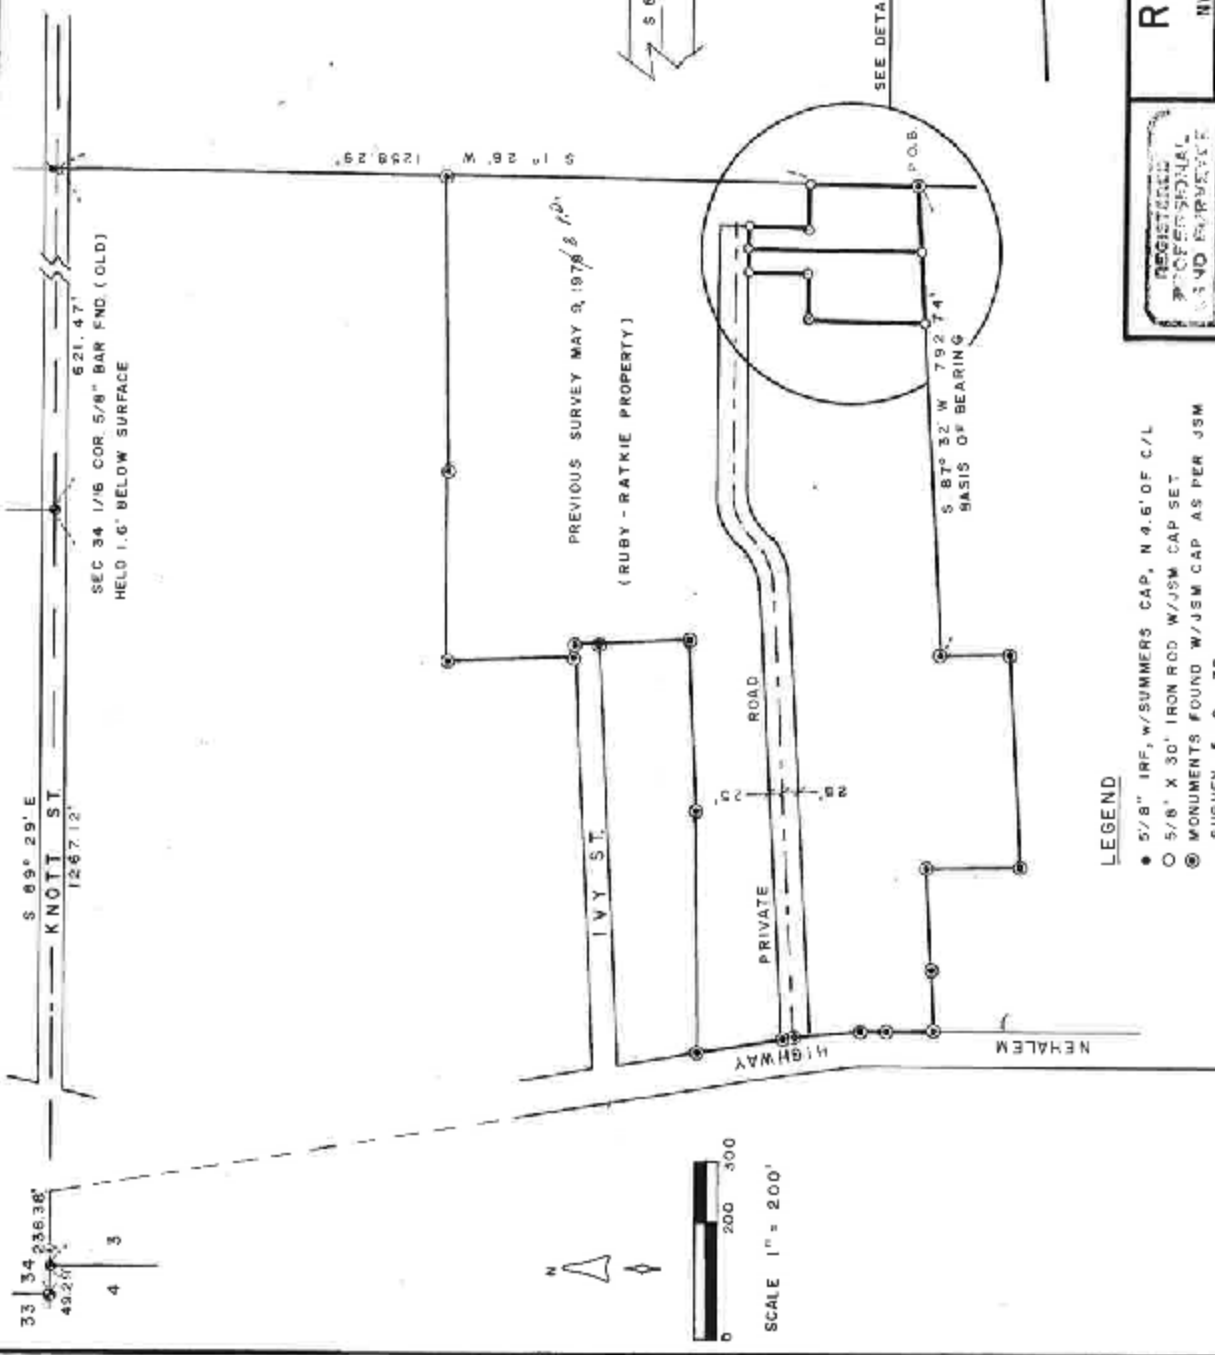 33 34
238.38'
49.2
4 3
S 89° 29' E
KNOTT ST.
1267.12'
621.47'
SEC 34 1/16 COR. 5/8" BAR FND. (OLD)
HELD 1.6' BELOW SURFACE
S 1° 26' W 1258.29'
PREVIOUS SURVEY MAY 9, 1978
(RUBY - RATKIE PROPERTY)
IVY ST.
PRIVATE ROAD
25'
25'
HIGHWAY
NEHALEM
S 87° 32' W 792.74'
BASIS OF BEARING
P.O.B.
SEE DETA
S 6
N
0 200 300
SCALE 1" = 200'
LEGEND
● 5/8" IRF, W/SUMMERS CAP, N 4.6' OF C/L
○ 5/8" X 30" IRON ROD W/JSM CAP SET
◉ MONUMENTS FOUND W/JSM CAP AS PER JSM
REGISTERED
PROFESSIONAL
LAND SURVEYOR
R